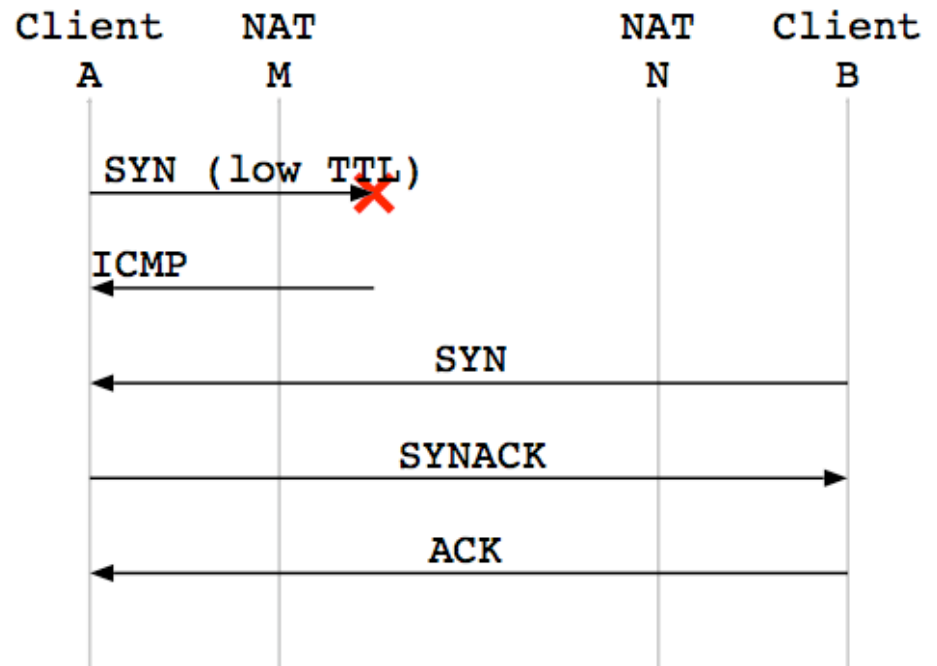 Client NAT NAT Client
A M N B
SYN (low TTL)
ICMP
SYN
SYNACK
ACK